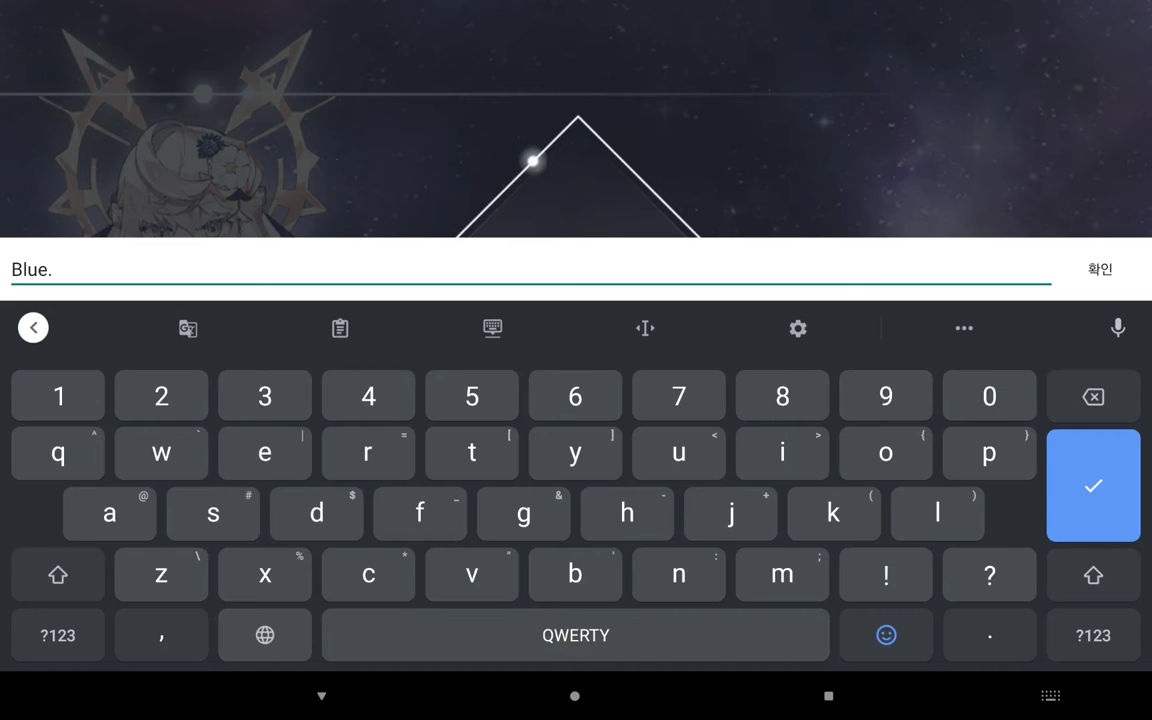 Blue.
확인
1 2 3 4 5 6 7 8 9 0
^ ` | = [ ] < > { }
q w e r t y u i o p
@ # $ _ & - + ( )
a s d f g h j k l
\ % * " ' : ;
z x c v b n m ! ?
?123 , QWERTY . ?123